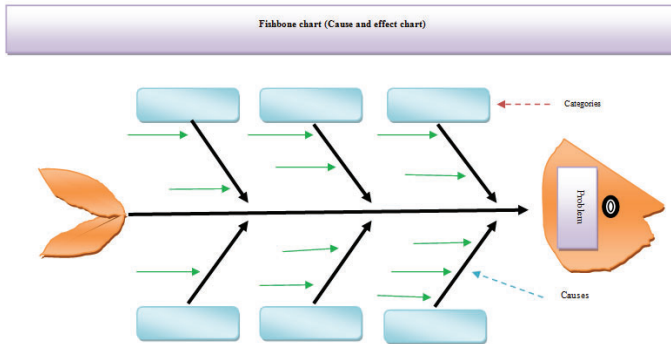 Fishbone chart (Cause and effect chart)
Categories
Problem
Causes